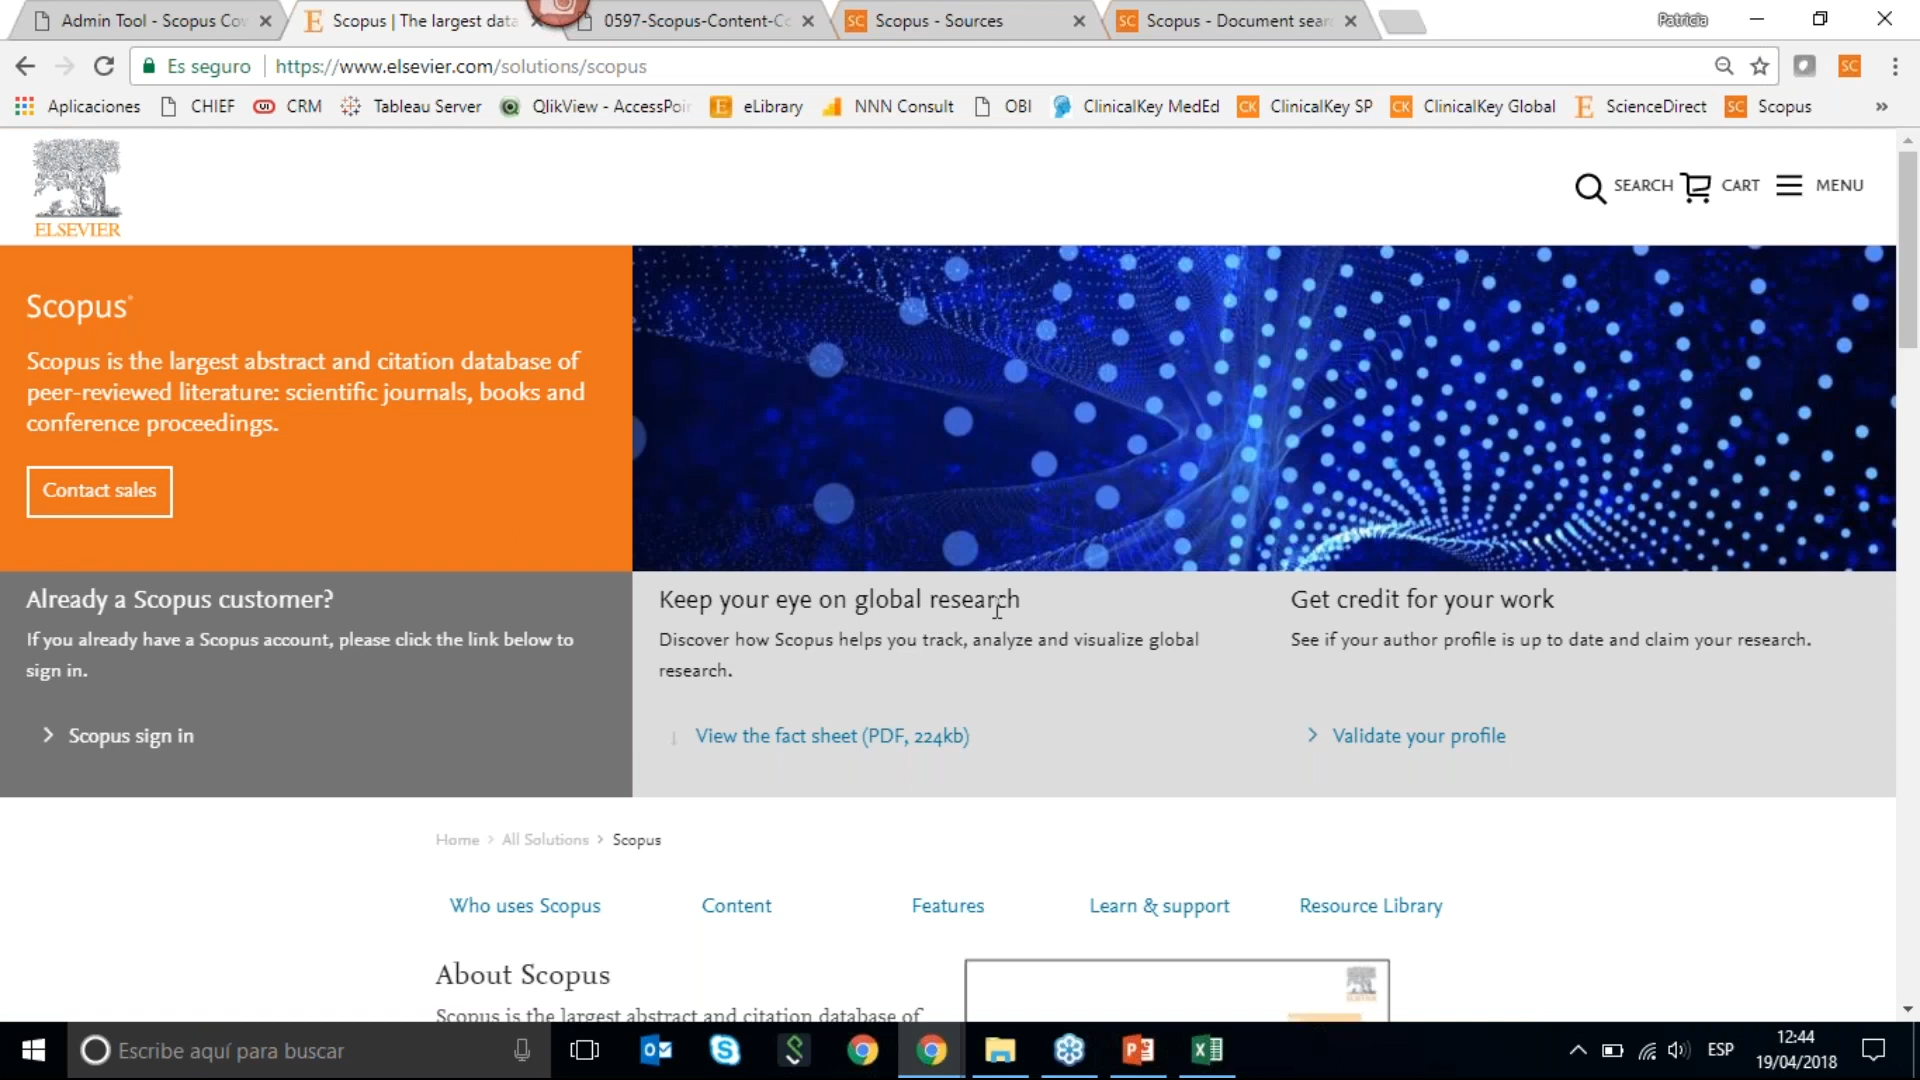 Admin Tool - Scopus Cov
Scopus | The largest data
0597-Scopus-Content-Co
Scopus - Sources
Scopus - Document sear
Patricia
Es seguro
https://www.elsevier.com/solutions/scopus
Aplicaciones
CHIEF
CRM
Tableau Server
QlikView - AccessPoin
eLibrary
NNN Consult
OBI
ClinicalKey MedEd
ClinicalKey SP
ClinicalKey Global
ScienceDirect
Scopus
ELSEVIER
SEARCH
CART
MENU
Scopus®
Scopus is the largest abstract and citation database of
peer-reviewed literature: scientific journals, books and
conference proceedings.
Contact sales
Already a Scopus customer?
If you already have a Scopus account, please click the link below to
sign in.
Scopus sign in
Keep your eye on global research
Discover how Scopus helps you track, analyze and visualize global
research.
View the fact sheet (PDF, 224kb)
Get credit for your work
See if your author profile is up to date and claim your research.
Validate your profile
Home > All Solutions > Scopus
Who uses Scopus
Content
Features
Learn & support
Resource Library
About Scopus
Scopus is the largest abstract and citation database of
Escribe aquí para buscar
ESP
12:44
19/04/2018